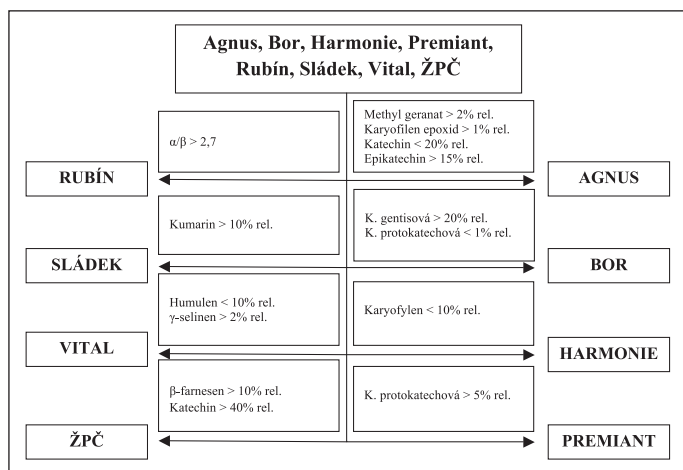 Agnus, Bor, Harmonie, Premiant,
Rubín, Sládek, Vital, ŽPČ
α/β > 2,7
Methyl geranat > 2% rel.
Karyofilen epoxid > 1% rel.
Katechin < 20% rel.
Epikatechin > 15% rel.
RUBÍN
AGNUS
Kumarin > 10% rel.
K. gentisová > 20% rel.
K. protokatechová < 1% rel.
SLÁDEK
BOR
Humulen < 10% rel.
γ-selinen > 2% rel.
Karyofylen < 10% rel.
VITAL
HARMONIE
β-farnesen > 10% rel.
Katechin > 40% rel.
K. protokatechová > 5% rel.
ŽPČ
PREMIANT